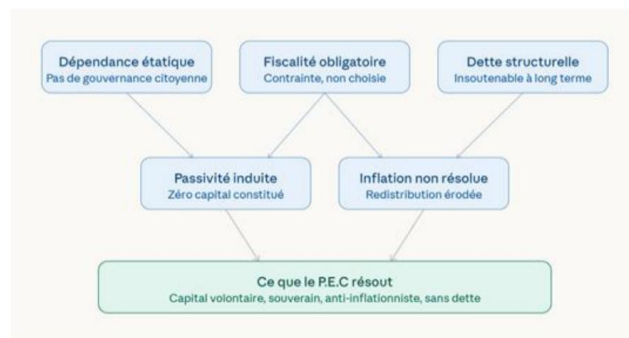 Dépendance étatique
Pas de gouvernance citoyenne
Fiscalité obligatoire
Contrainte, non choisie
Dette structurelle
Insoutenable à long terme
Passivité induite
Zéro capital constitué
Inflation non résolue
Redistribution érodée
Ce que le P.E.C résout
Capital volontaire, souverain, anti-inflationniste, sans dette